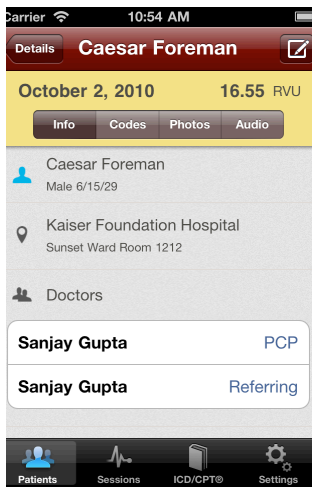 Carrier 10:54 AM
Details Caesar Foreman
October 2, 2010 16.55 RVU
Info Codes Photos Audio
Caesar Foreman
Male 6/15/29
Kaiser Foundation Hospital
Sunset Ward Room 1212
Doctors
Sanjay Gupta PCP
Sanjay Gupta Referring
Patients Sessions ICD/CPT® Settings